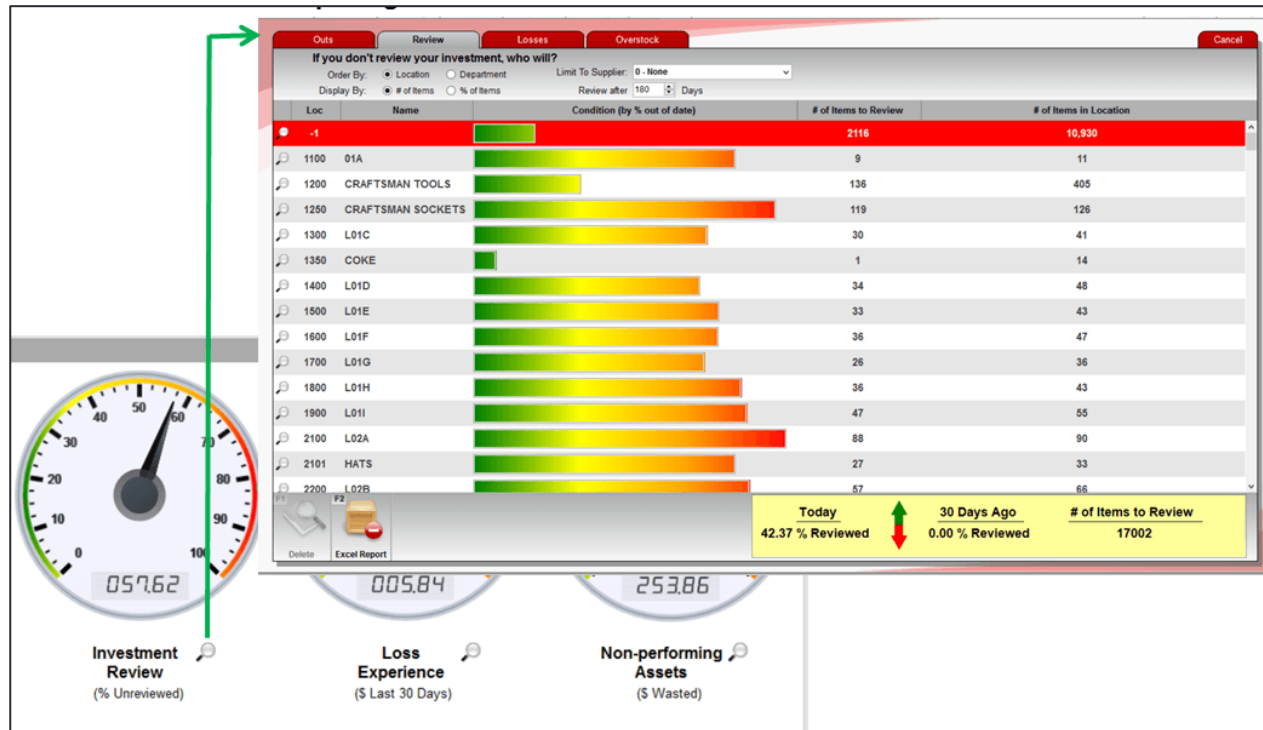 Outs Review Losses Overstock Cancel
If you don't review your investment, who will?
Order By: Location Department Limit To Supplier: 0 - None
Display By: # of Items % of Items Review after 180 Days
Loc Name Condition (by % out of date) # of Items to Review # of Items in Location
-1 2116 10,930
1100 01A 9 11
1200 CRAFTSMAN TOOLS 136 405
1250 CRAFTSMAN SOCKETS 119 126
1300 L01C 30 41
1350 COKE 1 14
1400 L01D 34 48
1500 L01E 33 43
1600 L01F 36 47
1700 L01G 26 36
1800 L01H 36 43
1900 L01I 47 55
2100 L02A 88 90
2101 HATS 27 33
2200 L02B 57 66
F1 F2
Delete Excel Report
Today 30 Days Ago # of Items to Review
42.37 % Reviewed 0.00 % Reviewed 17002
0 10 20 30 40 50 60 70 80 90 100
057.62 005.84 253.86
Investment Review
(% Unreviewed)
Loss Experience
($ Last 30 Days)
Non-performing Assets
($ Wasted)